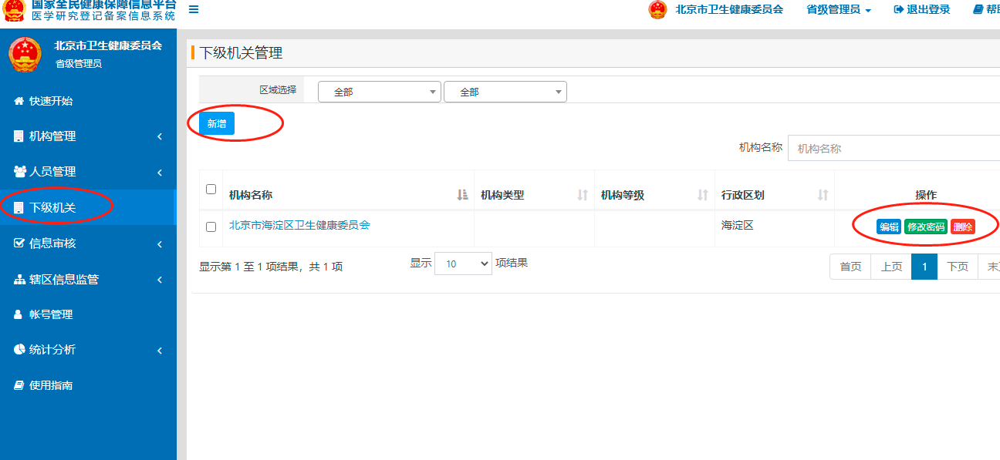 国家全民健康保障信息平台
医学研究登记备案信息系统
北京市卫生健康委员会
省级管理员
退出登录
北京市卫生健康委员会
省级管理员
快速开始
机构管理
人员管理
下级机关
信息审核
辖区信息监管
帐号管理
统计分析
使用指南
下级机关管理
区域选择
全部
全部
新增
机构名称
机构名称
机构名称
机构类型
机构等级
行政区划
操作
北京市海淀区卫生健康委员会
海淀区
编辑
修改密码
删除
显示第 1 至 1 项结果，共 1 项
显示 10 项结果
首页
上页
1
下页